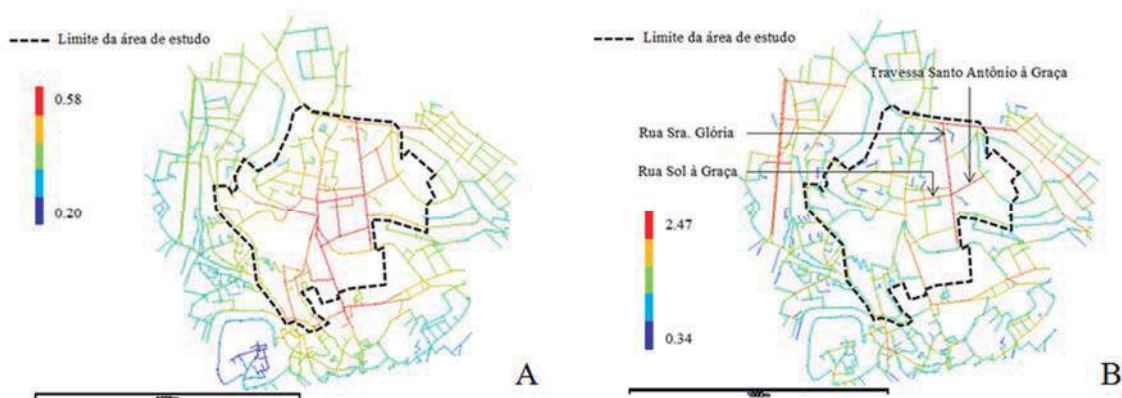 Limite da área de estudo
0.58
0.20
A
Limite da área de estudo
Travessa Santo Antônio à Graça
Rua Sra. Glória
Rua Sol à Graça
2.47
0.34
B